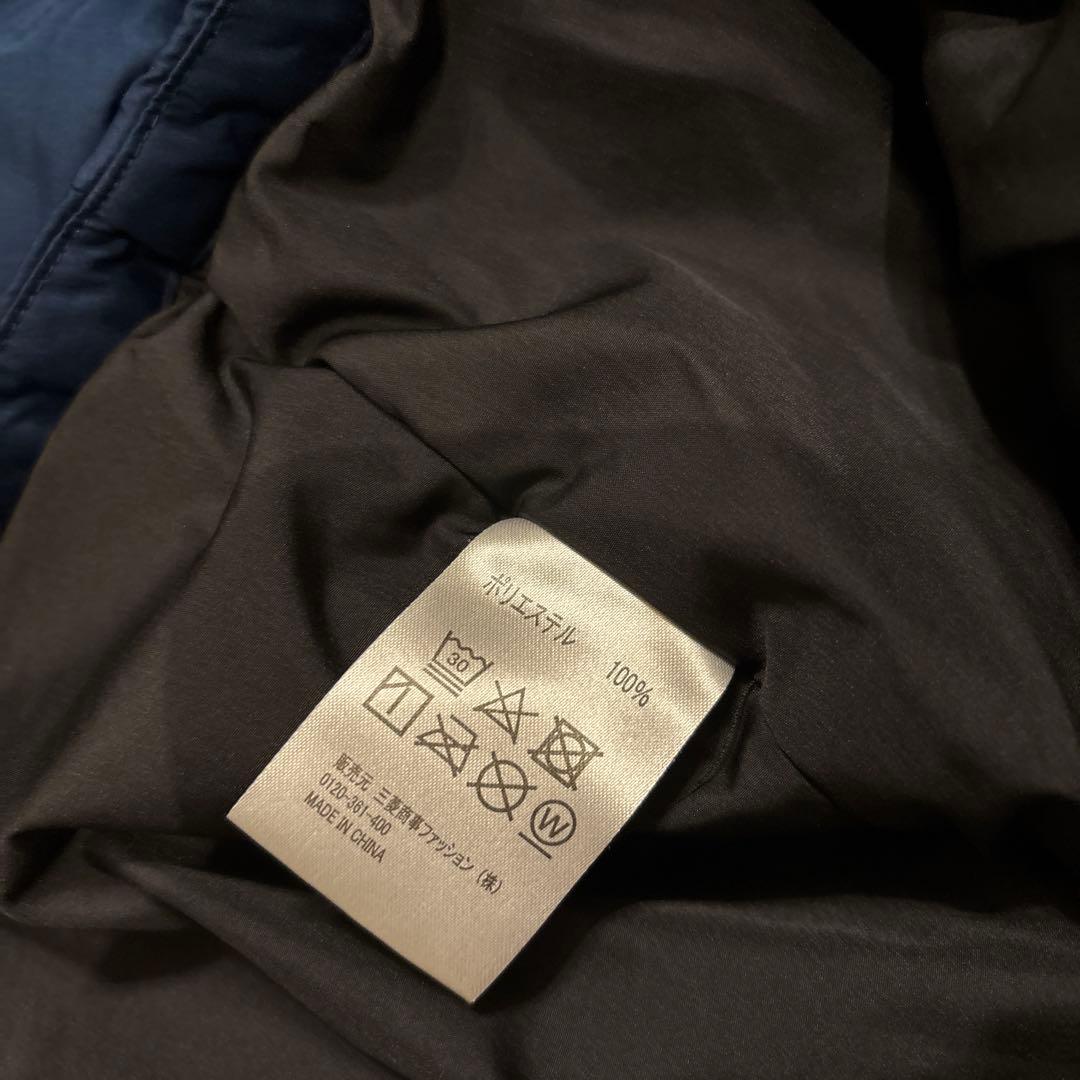 ポリエステル 100%
30
W
販売元 三菱商事ファッション(株)
0120-361-400
MADE IN CHINA